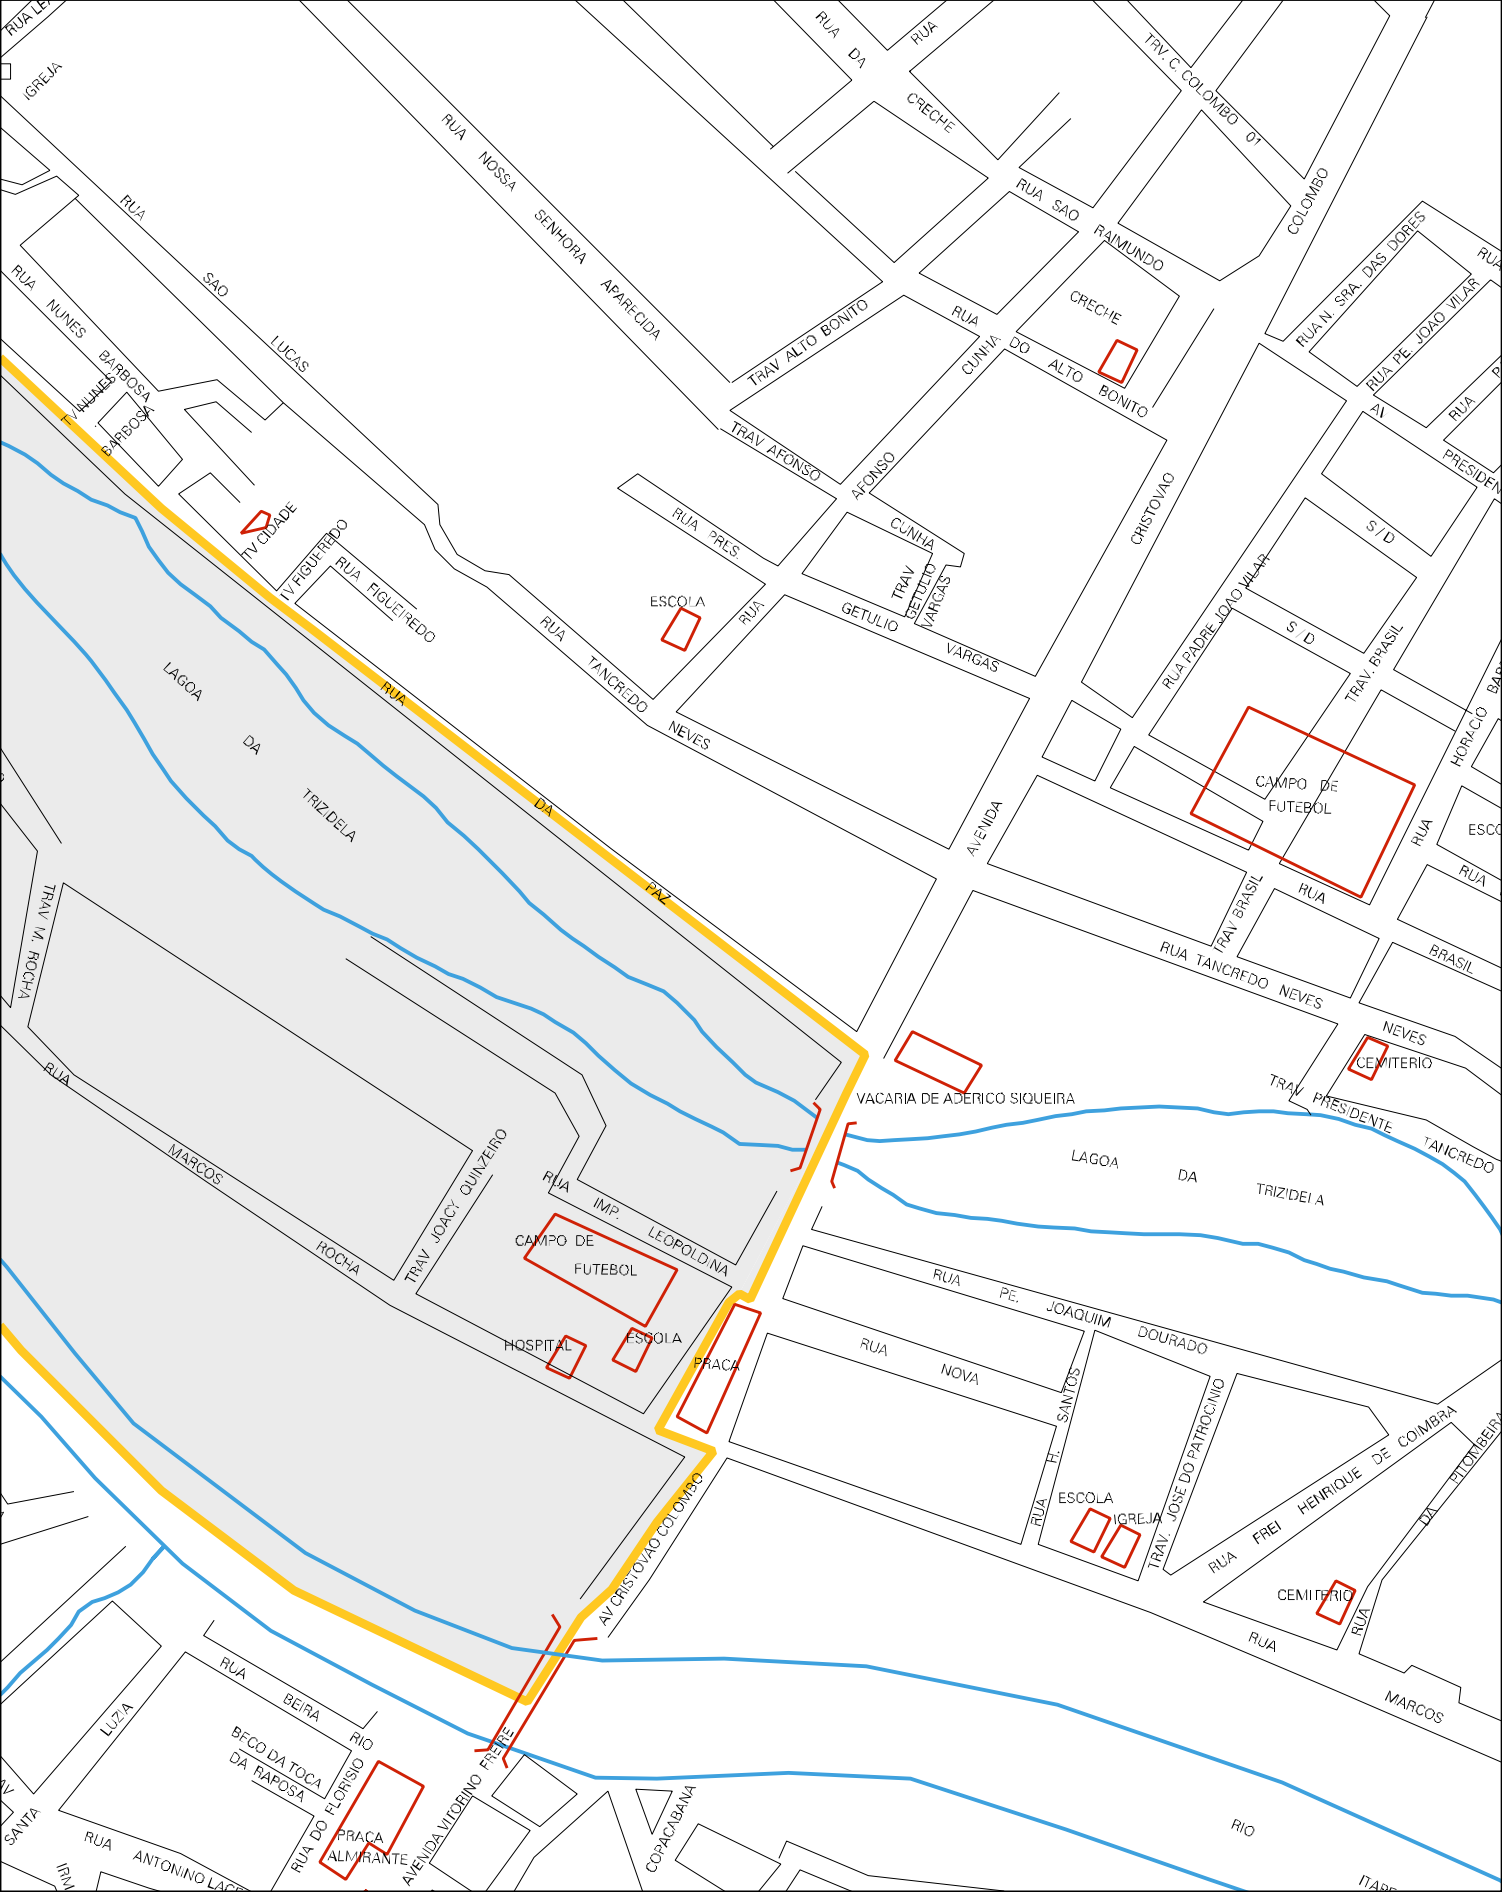 RUA
DA
RUA
TRV. C. COLOMBO 01
IGREJA
CRECHE
RUA NOSSA SENHORA APARECIDA
RUA SAO RAIMUNDO
COLOMBO
RUA SAO LUCAS
RUA N. SRA. DAS DORES
RUA
RUA NUNES BARBOSA
RUA PE. JOAO VILAR
CRECHE
TRAV ALTO BONITO
RUA DO ALTO BONITO
CUNHA
TV NUNES
BARBOSA
RUA
AV
TRAV AFONSO
AFONSO
CRISTOVAO
TV CIDADE
RUA PRES.
CUNHA
S / D
TV FIGUEREDO
RUA FIGUEIREDO
TRAV
GETULIO
VARGAS
RUA PADRE JOAO VILAR
ESCOLA
RUA
GETULIO VARGAS
S / D
TRAV. BRASIL
RUA TANCREDO NEVES
LAGOA DA TRIZIDELA
RUA DA PAZ
HORACIO
CAMPO DE
FUTEBOL
AVENIDA
RUA
TRAV M. ROCHA
TRAV BRASIL
RUA
RUA
BRASIL
RUA TANCREDO NEVES
NEVES
CEMITERIO
VACARIA DE ADERICO SIQUEIRA
TRAV PRESIDENTE TANCREDO
LAGOA DA TRIZIDELA
RUA MARCOS ROCHA
TRAV JOACY QUINZEIRO
RUA IMP. LEOPOLDINA
CAMPO DE
FUTEBOL
HOSPITAL
ESCOLA
PRACA
RUA PE. JOAQUIM DOURADO
RUA NOVA
RUA H. SANTOS
TRAV. JOSE DO PATROCINIO
RUA FREI HENRIQUE DE COIMBRA
RUA DA PITOMBEIRA
ESCOLA
IGREJA
CEMITERIO
AV CRISTOVAO COLOMBO
RUA MARCOS
RUA BEIRA RIO
LUZIA
SANTA
BECO DA TOCA
DA RAPOSA
RUA DO FLORISIO
AVENIDA VITORINO FREIRE
PRACA
ALMIRANTE
RUA ANTONINO
COPACABANA
RIO